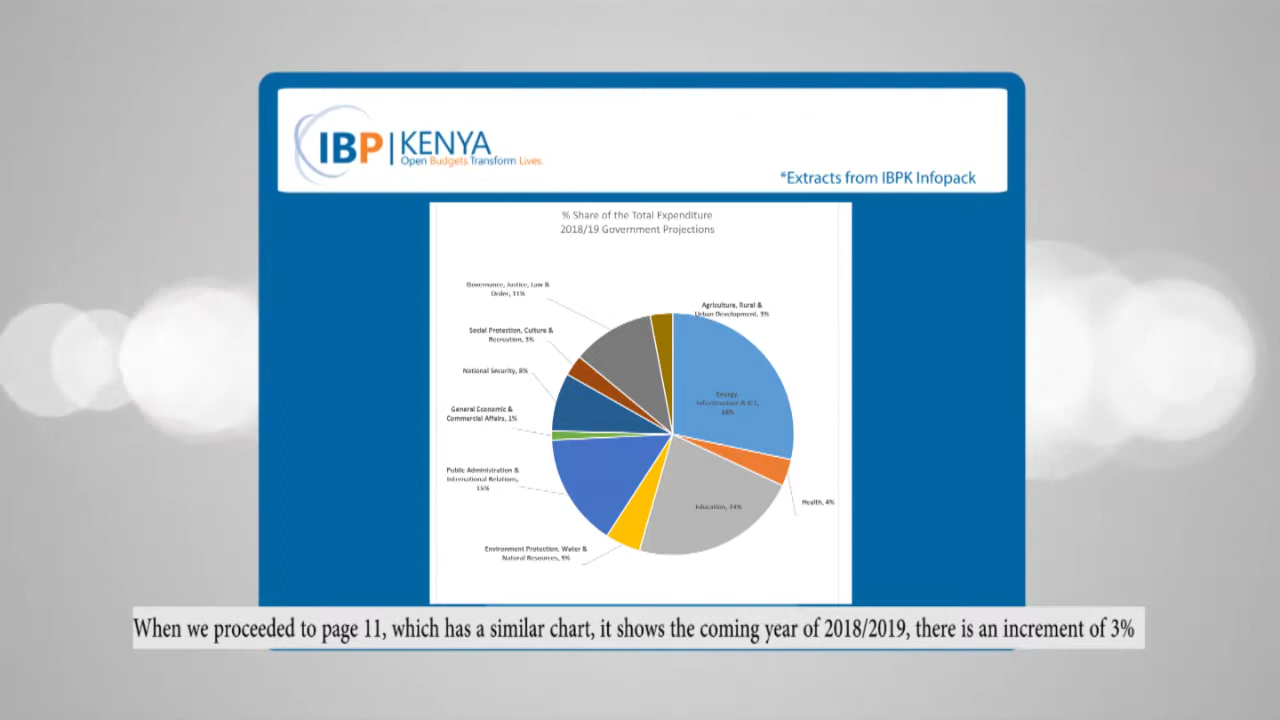 IBP | KENYA
Open Budgets Transform Lives.
*Extracts from IBPK Infopack
% Share of the Total Expenditure
2018/19 Government Projections
Governance, Justice, Law &
Order, 11%
Agriculture, Rural &
Urban Development, 3%
Social Protection, Culture &
Recreation, 3%
National Security, 8%
Energy,
Infrastructure & ICT,
General Economic &
Commercial Affairs, 1%
Public Administration &
International Relations,
Health, 4%
Education,
Environment Protection, Water &
Natural Resources, 5%
When we proceeded to page 11, which has a similar chart, it shows the coming year of 2018/2019, there is an increment of 3%